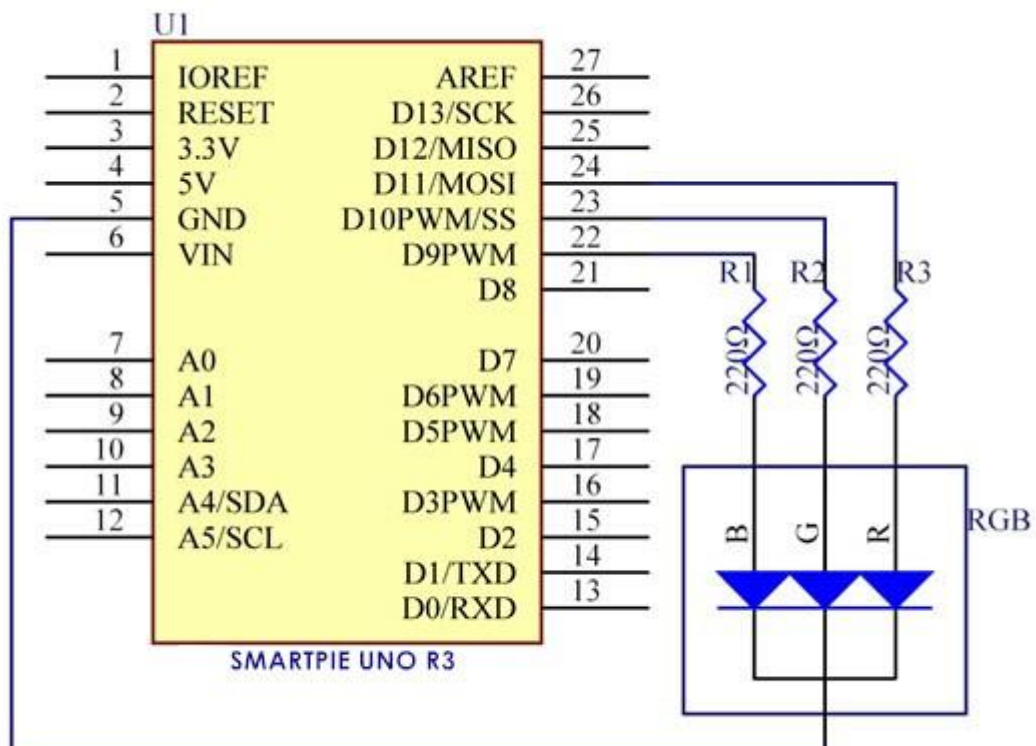 U1
1 IOREF AREF 27
2 RESET D13/SCK 26
3 3.3V D12/MISO 25
4 5V D11/MOSI 24
5 GND D10PWM/SS 23
6 VIN D9PWM 22
D8 21
R1 R2 R3
220Ω 220Ω 220Ω
7 A0 D7 20
8 A1 D6PWM 19
9 A2 D5PWM 18
10 A3 D4 17
11 A4/SDA D3PWM 16
12 A5/SCL D2 15
D1/TXD 14
D0/RXD 13
B G R
RGB
SMARTPIE UNO R3